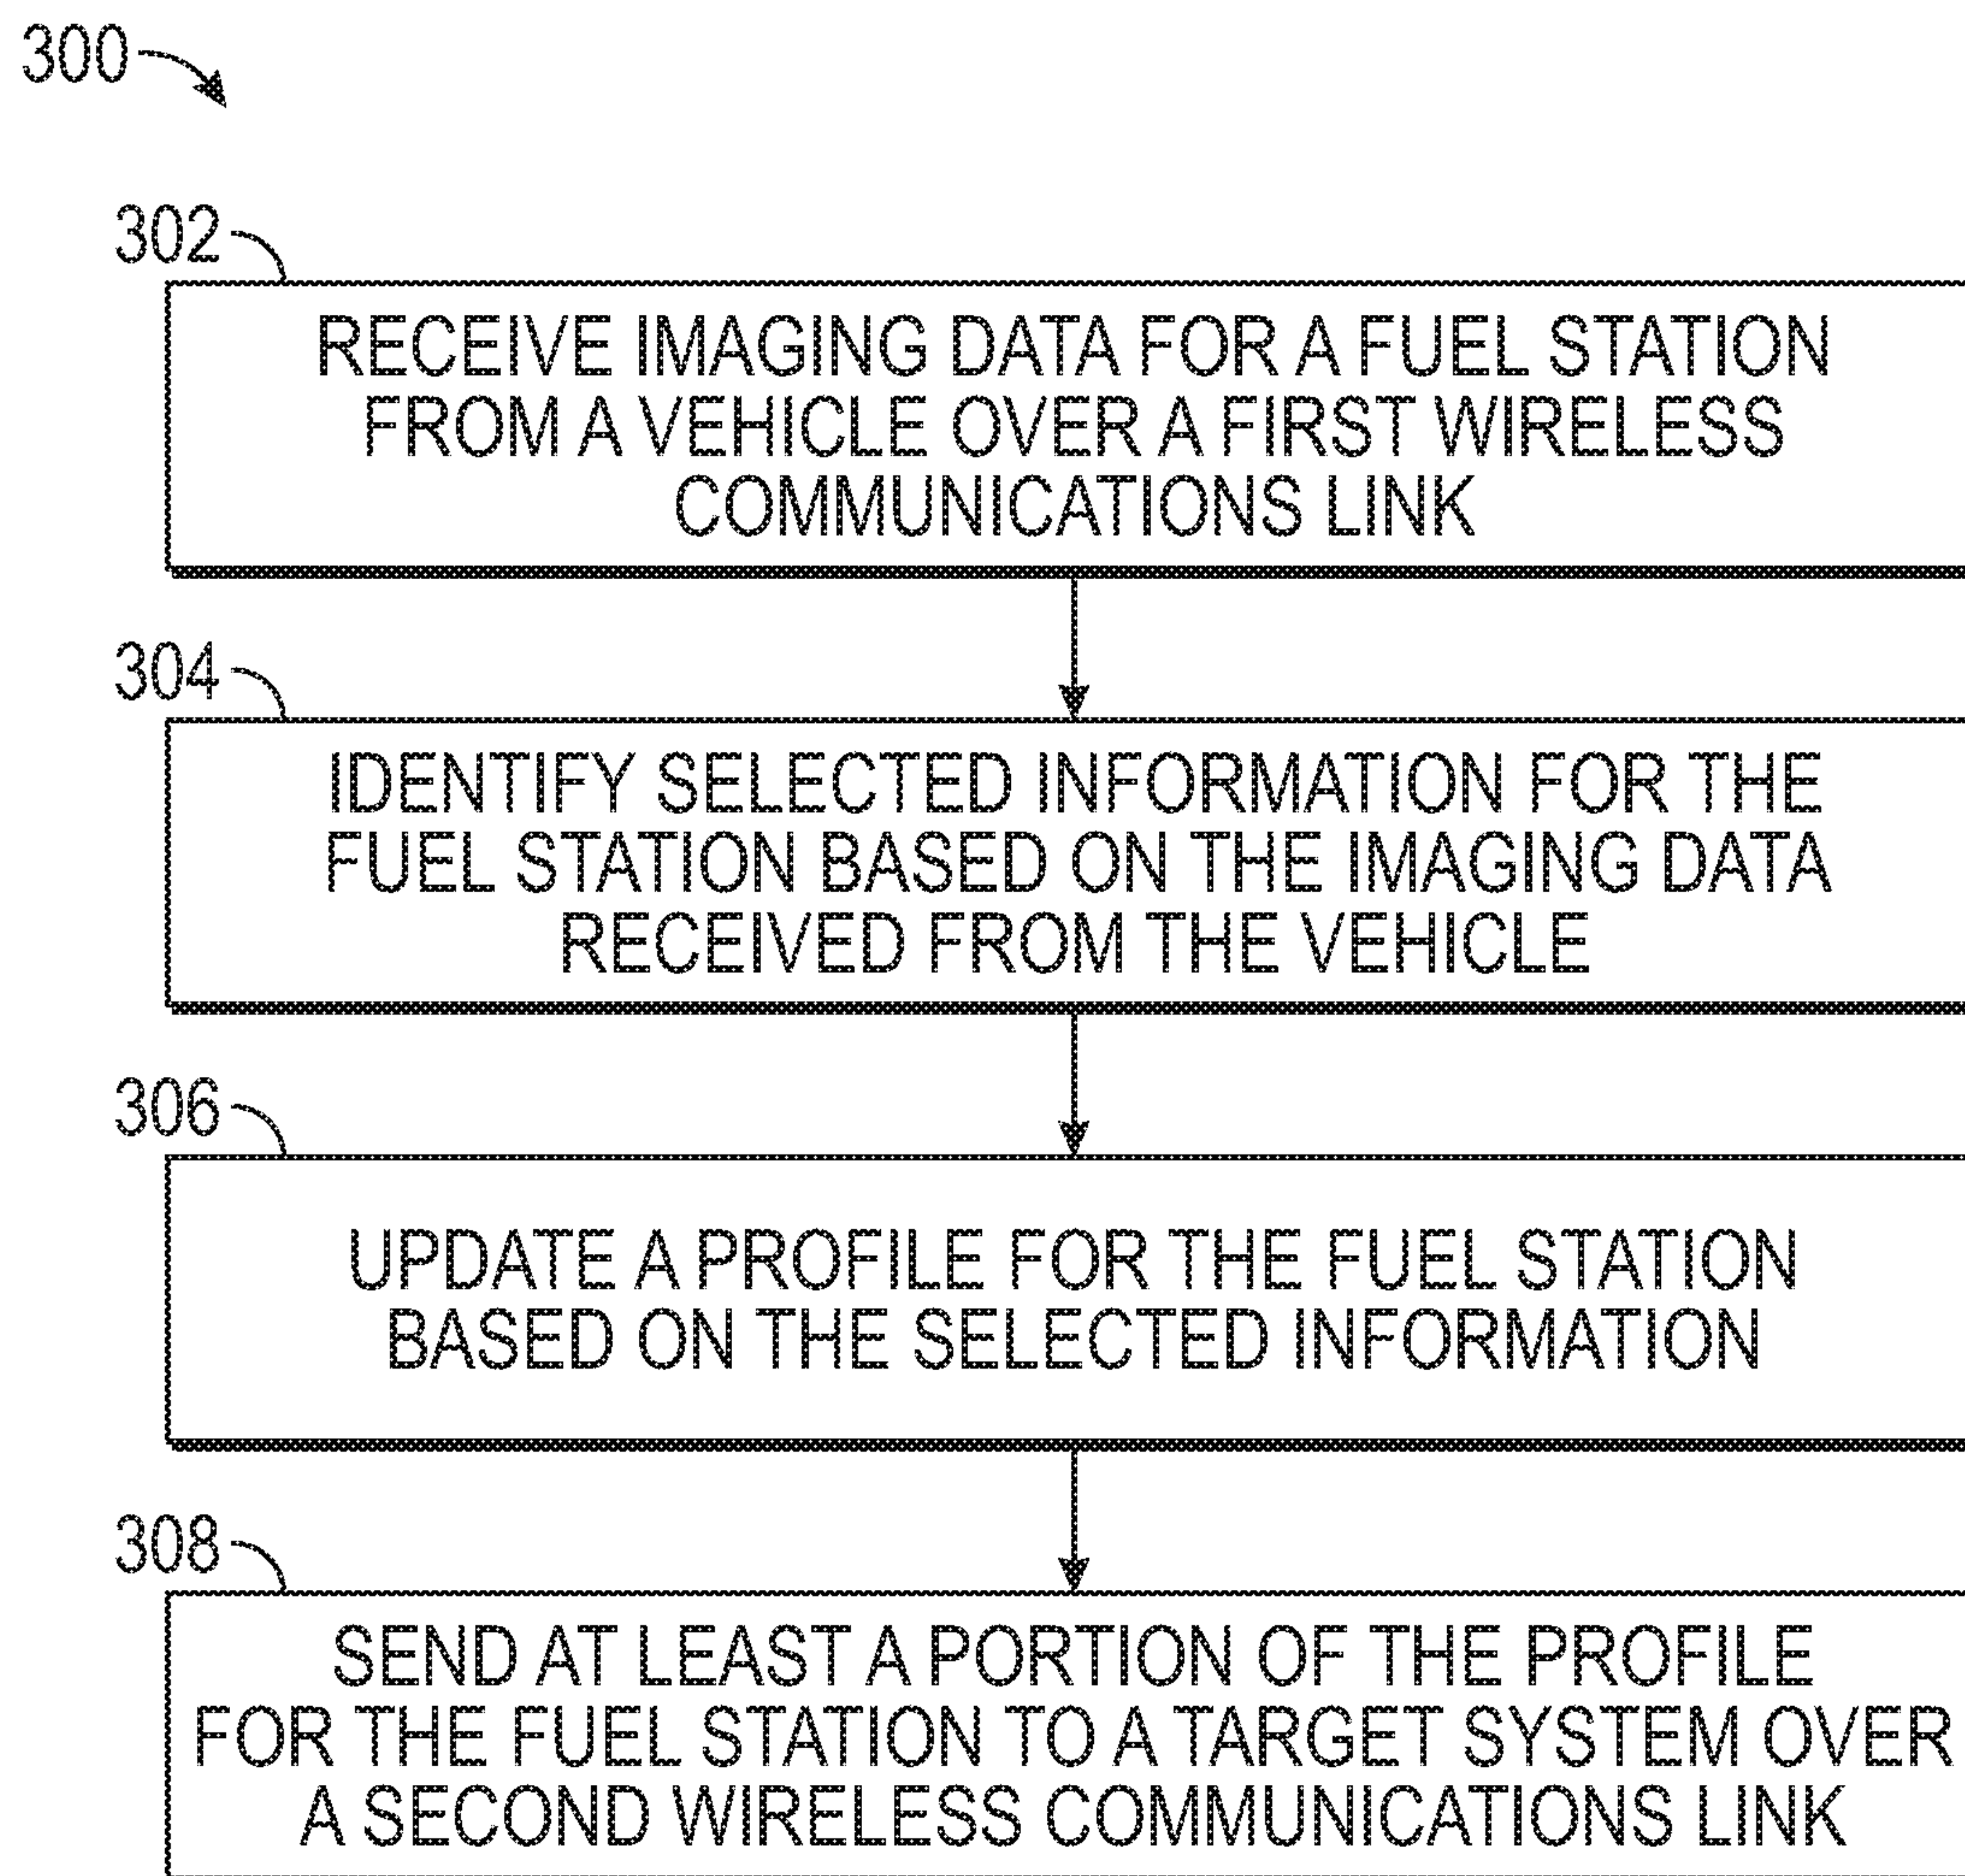 300
302
RECEIVE IMAGING DATA FOR A FUEL STATION
FROM A VEHICLE OVER A FIRST WIRELESS
COMMUNICATIONS LINK
304
IDENTIFY SELECTED INFORMATION FOR THE
FUEL STATION BASED ON THE IMAGING DATA
RECEIVED FROM THE VEHICLE
306
UPDATE A PROFILE FOR THE FUEL STATION
BASED ON THE SELECTED INFORMATION
308
SEND AT LEAST A PORTION OF THE PROFILE
FOR THE FUEL STATION TO A TARGET SYSTEM OVER
A SECOND WIRELESS COMMUNICATIONS LINK